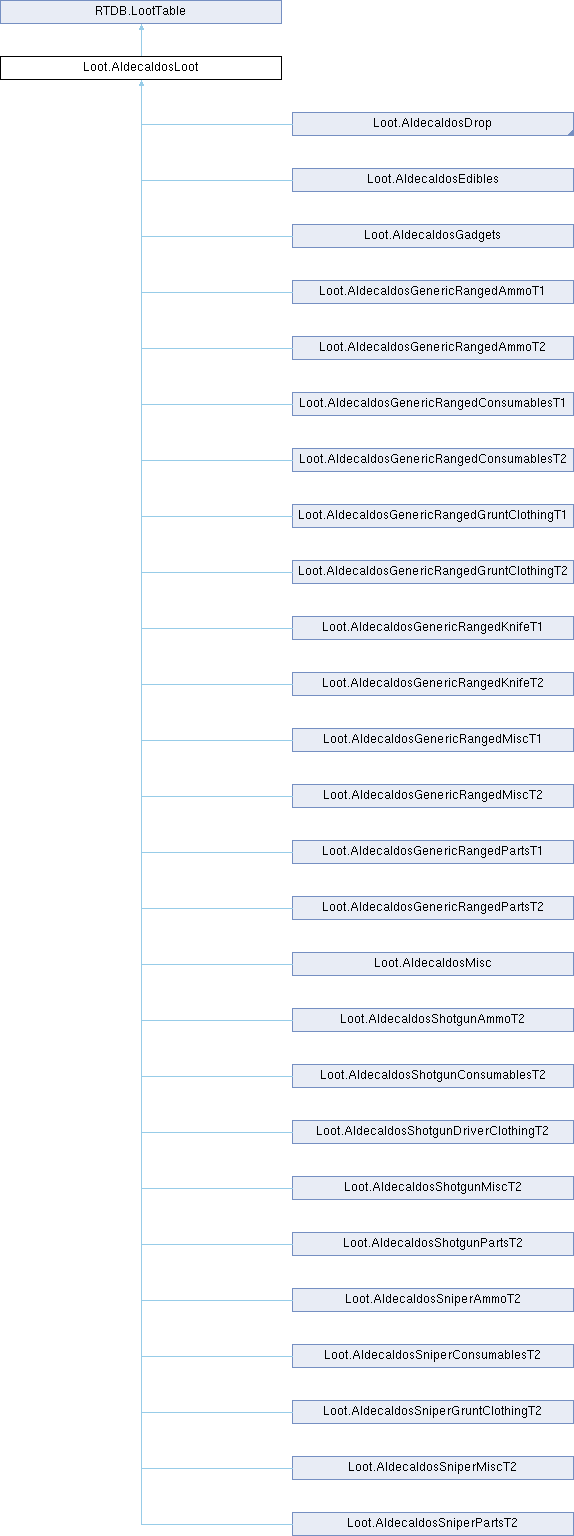 RTDB.LootTable
Loot.AldecaldosLoot
Loot.AldecaldosDrop
Loot.AldecaldosEdibles
Loot.AldecaldosGadgets
Loot.AldecaldosGenericRangedAmmoT1
Loot.AldecaldosGenericRangedAmmoT2
Loot.AldecaldosGenericRangedConsumablesT1
Loot.AldecaldosGenericRangedConsumablesT2
Loot.AldecaldosGenericRangedGruntClothingT1
Loot.AldecaldosGenericRangedGruntClothingT2
Loot.AldecaldosGenericRangedKnifeT1
Loot.AldecaldosGenericRangedKnifeT2
Loot.AldecaldosGenericRangedMiscT1
Loot.AldecaldosGenericRangedMiscT2
Loot.AldecaldosGenericRangedPartsT1
Loot.AldecaldosGenericRangedPartsT2
Loot.AldecaldosMisc
Loot.AldecaldosShotgunAmmoT2
Loot.AldecaldosShotgunConsumablesT2
Loot.AldecaldosShotgunDriverClothingT2
Loot.AldecaldosShotgunMiscT2
Loot.AldecaldosShotgunPartsT2
Loot.AldecaldosSniperAmmoT2
Loot.AldecaldosSniperConsumablesT2
Loot.AldecaldosSniperGruntClothingT2
Loot.AldecaldosSniperMiscT2
Loot.AldecaldosSniperPartsT2